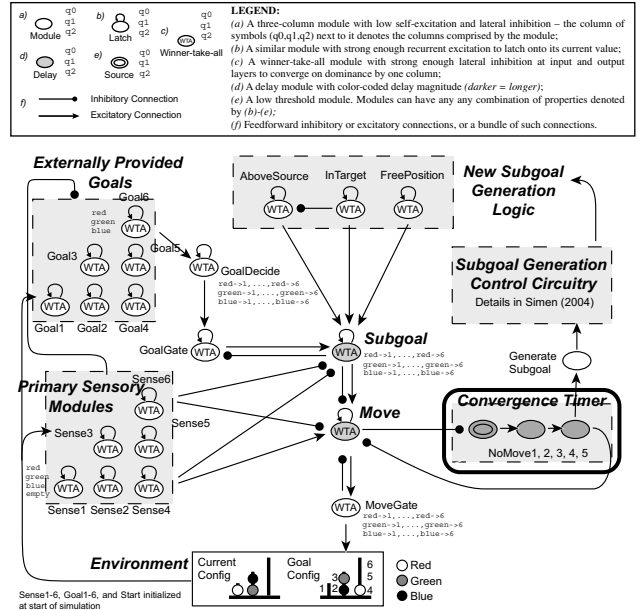 LEGEND:
a)
Module
q0
q1
q2
b)
Latch
q0
q1
q2
c)
WTA
Winner-take-all
q0
q1
q2
d)
Delay
q0
q1
q2
e)
Source
q0
q1
q2
f)
Inhibitory Connection
Excitatory Connection
(a) A three-column module with low self-excitation and lateral inhibition – the column of
symbols (q0,q1,q2) next to it denotes the columns comprised by the module;
(b) A similar module with strong enough recurrent excitation to latch onto its current value;
(c) A winner-take-all module with strong enough lateral inhibition at input and output
layers to converge on dominance by one column;
(d) A delay module with color-coded delay magnitude (darker = longer);
(e) A low threshold module. Modules can have any any combination of properties denoted
by (b)-(e);
(f) Feedforward inhibitory or excitatory connections, or a bundle of such connections.
Externally Provided
Goals
Goal6
red
green
blue
WTA
Goal5
Goal3
WTA
WTA
WTA
WTA
WTA
Goal1
Goal2
Goal4
AboveSource
InTarget
FreePosition
WTA
WTA
WTA
New Subgoal
Generation
Logic
WTA
GoalDecide
red->1,...,red->6
green->1,...,green->6
blue->1,...,blue->6
Subgoal Generation
Control Circuitry
Details in Simen (2004)
GoalGate
WTA
Subgoal
WTA
red->1,...,red->6
green->1,...,green->6
blue->1,...,blue->6
Generate
Subgoal
Primary Sensory
Modules
Sense6
WTA
Sense5
Sense3
WTA
WTA
red
green
blue
empty
WTA
WTA
WTA
Sense1
Sense2
Sense4
Move
WTA
Convergence Timer
NoMove1, 2, 3, 4, 5
WTA
MoveGate
red->1,...,red->6
green->1,...,green->6
blue->1,...,blue->6
Environment
Current
Config
Goal
Config
6
5
4
3
1
2
Red
Green
Blue
Sense1-6, Goal1-6, and Start initialized
at start of simulation